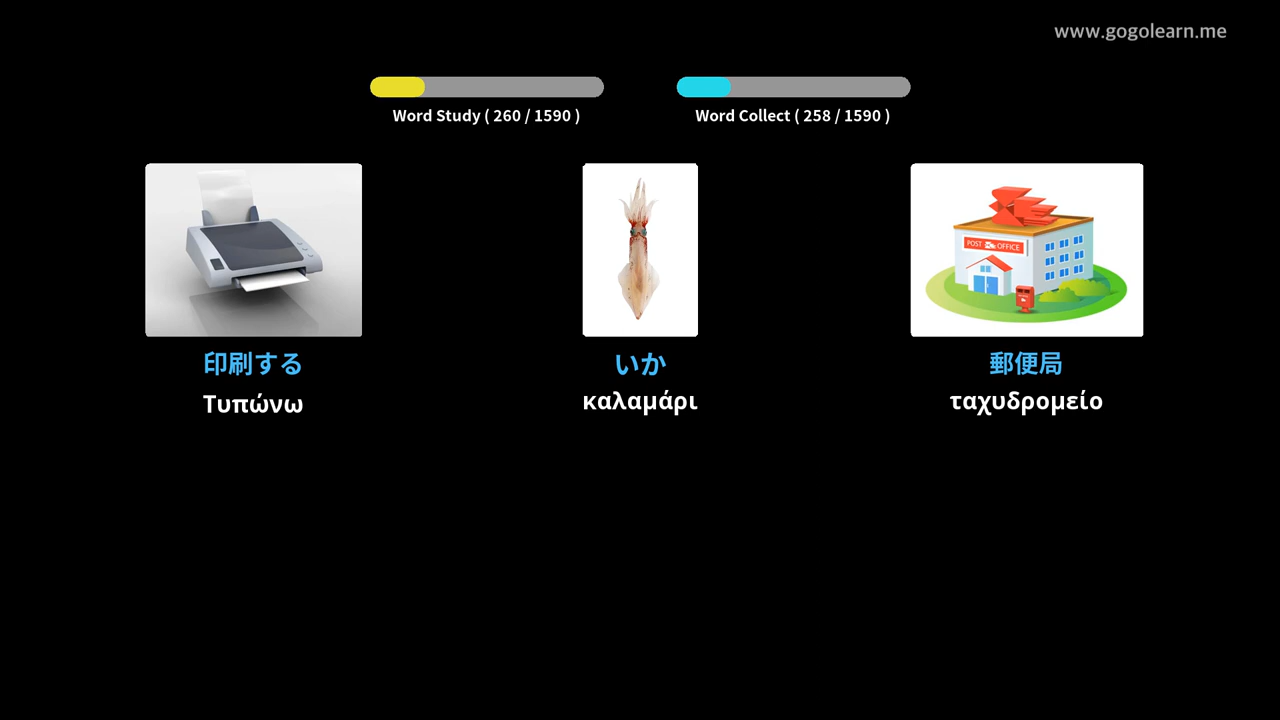 www.gogolearn.me
Word Study ( 260 / 1590 )
Word Collect ( 258 / 1590 )
POST OFFICE
印刷する
いか
郵便局
Τυπώνω
καλαμάρι
ταχυδρομείο